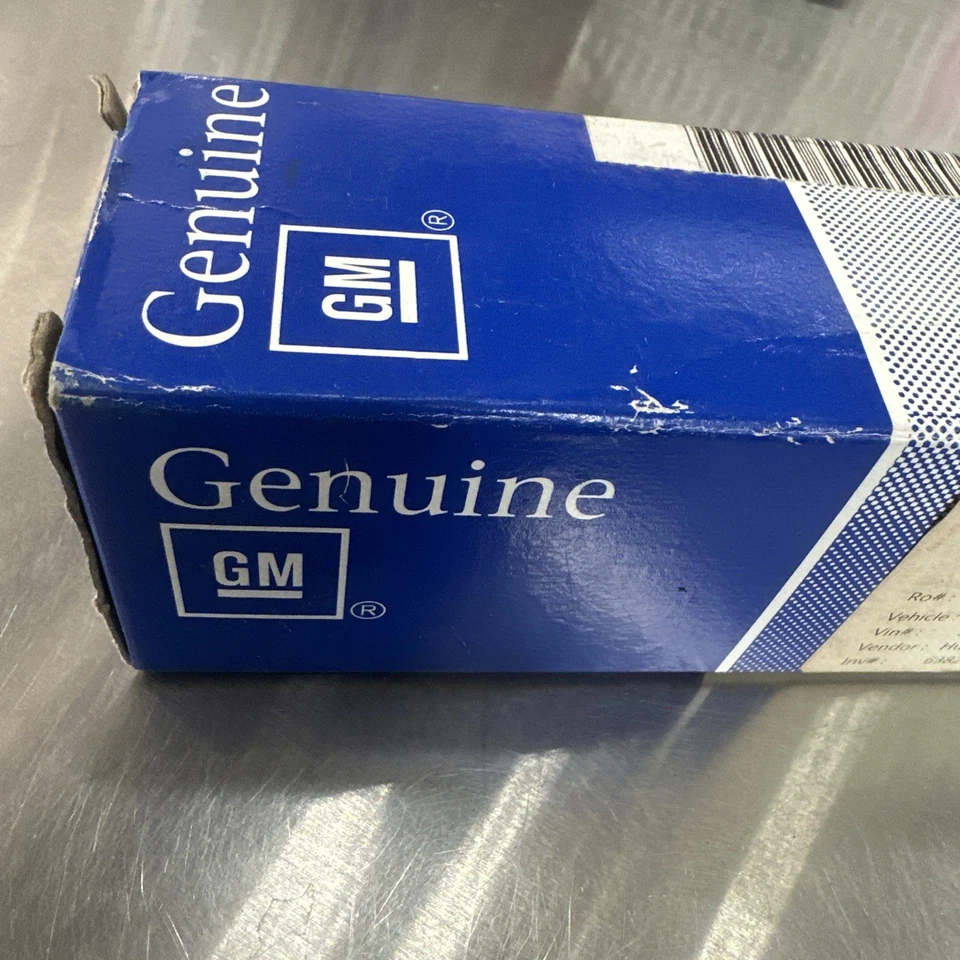 Genuine
GM
®
Genuine
GM
®
Ro#:
Vehicle
Vin#:
Vendor:
Inv#: